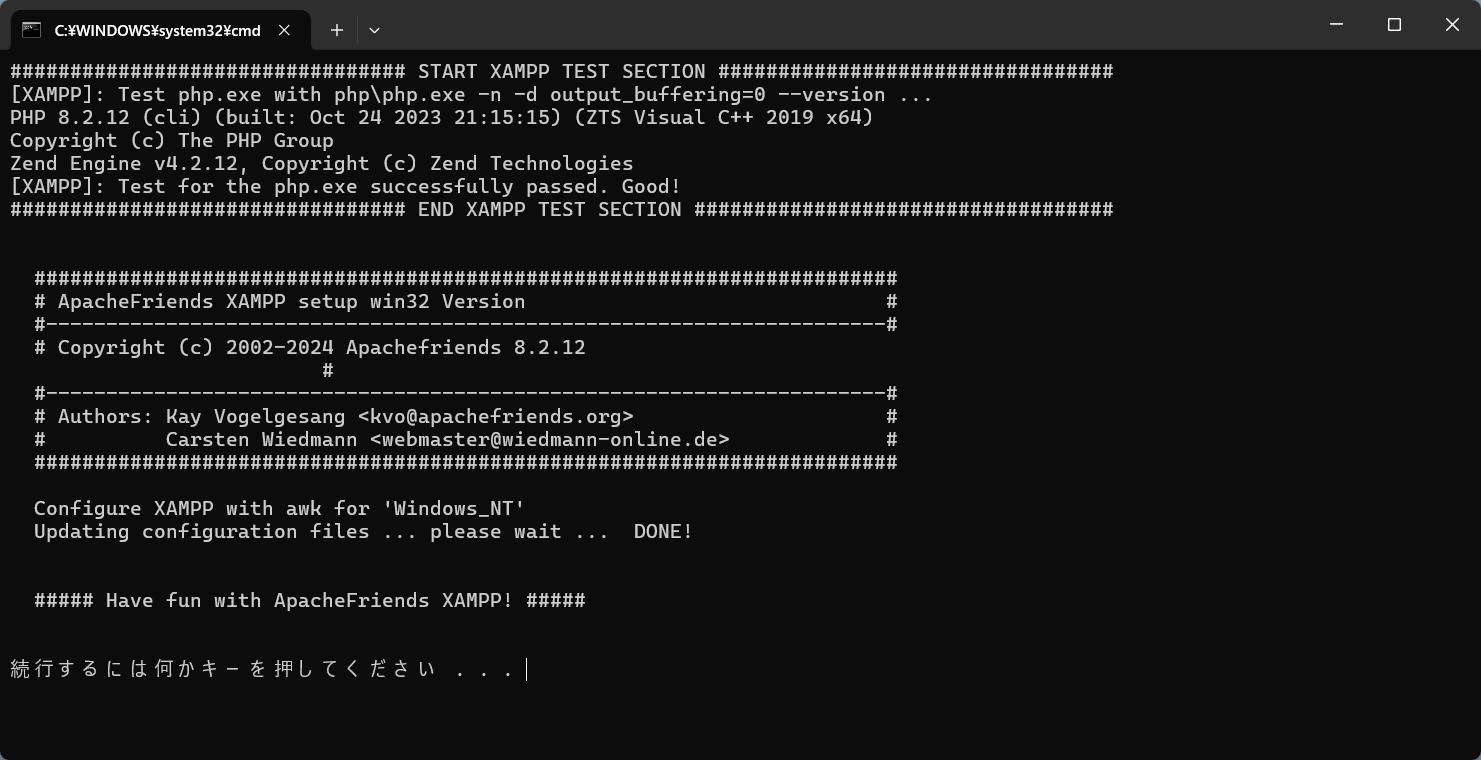 C:¥WINDOWS¥system32¥cmd
################################# START XAMPP TEST SECTION #################################
[XAMPP]: Test php.exe with php\php.exe -n -d output_buffering=0 --version ...
PHP 8.2.12 (cli) (built: Oct 24 2023 21:15:15) (ZTS Visual C++ 2019 x64)
Copyright (c) The PHP Group
Zend Engine v4.2.12, Copyright (c) Zend Technologies
[XAMPP]: Test for the php.exe successfully passed. Good!
################################# END XAMPP TEST SECTION ###################################
########################################################################
# ApacheFriends XAMPP setup win32 Version                              #
#----------------------------------------------------------------------#
# Copyright (c) 2002-2024 Apachefriends 8.2.12
#
#----------------------------------------------------------------------#
# Authors: Kay Vogelgesang <kvo@apachefriends.org>                     #
#          Carsten Wiedmann <webmaster@wiedmann-online.de>             #
########################################################################
Configure XAMPP with awk for 'Windows_NT'
Updating configuration files ... please wait ...  DONE!
##### Have fun with ApacheFriends XAMPP! #####
続行するには何かキーを押してください . . .